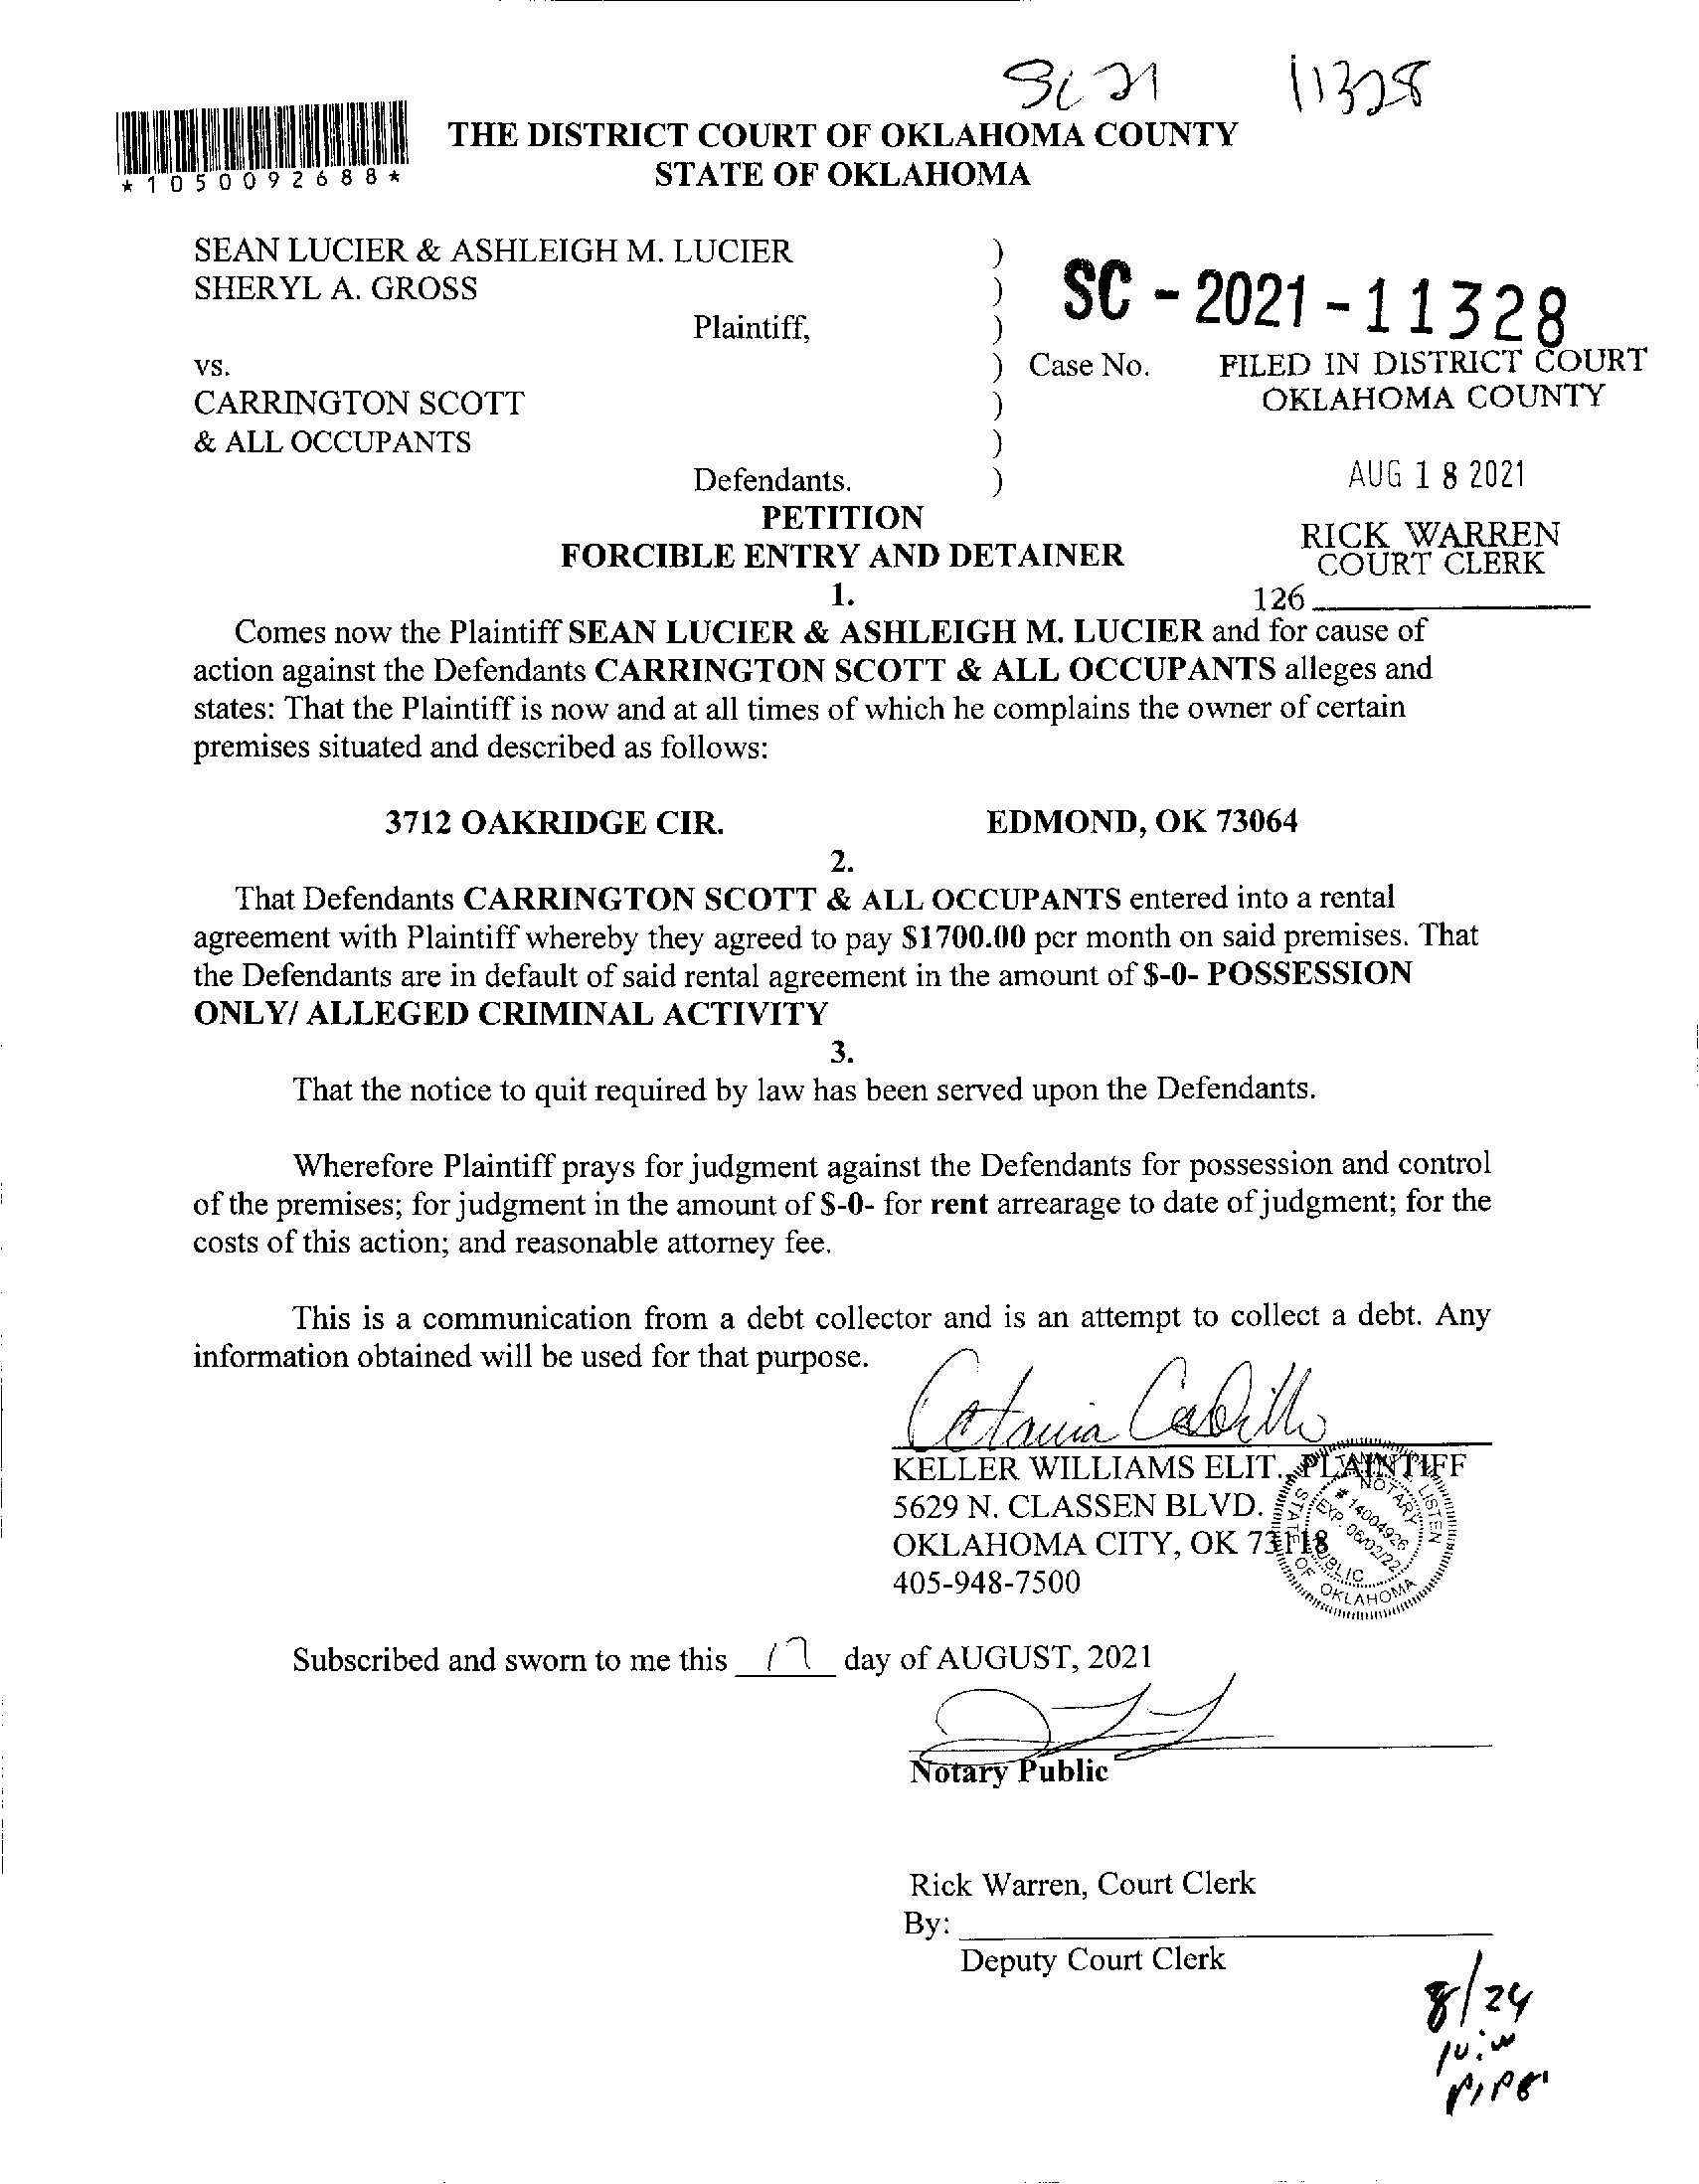 SC 21 11328
*1050092688*
THE DISTRICT COURT OF OKLAHOMA COUNTY
STATE OF OKLAHOMA
SEAN LUCIER & ASHLEIGH M. LUCIER )
SHERYL A. GROSS )
Plaintiff, )
SC - 2021 - 11328
vs. ) Case No.
FILED IN DISTRICT COURT
CARRINGTON SCOTT )
OKLAHOMA COUNTY
& ALL OCCUPANTS )
Defendants. )
AUG 18 2021
RICK WARREN
COURT CLERK
126
PETITION
FORCIBLE ENTRY AND DETAINER
1.
Comes now the Plaintiff SEAN LUCIER & ASHLEIGH M. LUCIER and for cause of
action against the Defendants CARRINGTON SCOTT & ALL OCCUPANTS alleges and
states: That the Plaintiff is now and at all times of which he complains the owner of certain
premises situated and described as follows:
3712 OAKRIDGE CIR. EDMOND, OK 73064
2.
That Defendants CARRINGTON SCOTT & ALL OCCUPANTS entered into a rental
agreement with Plaintiff whereby they agreed to pay $1700.00 per month on said premises. That
the Defendants are in default of said rental agreement in the amount of $-0- POSSESSION
ONLY/ ALLEGED CRIMINAL ACTIVITY
3.
That the notice to quit required by law has been served upon the Defendants.
Wherefore Plaintiff prays for judgment against the Defendants for possession and control
of the premises; for judgment in the amount of $-0- for rent arrearage to date of judgment; for the
costs of this action; and reasonable attorney fee.
This is a communication from a debt collector and is an attempt to collect a debt. Any
information obtained will be used for that purpose.
KELLER WILLIAMS ELIT., PLAINTIFF
5629 N. CLASSEN BLVD.
OKLAHOMA CITY, OK 73118
405-948-7500
LISTEN
NOTARY
# 14004926
EXP. 06/02/22
PUBLIC
STATE OF OKLAHOMA
Subscribed and sworn to me this 17 day of AUGUST, 2021
Notary Public
Rick Warren, Court Clerk
By:
Deputy Court Clerk
8/24